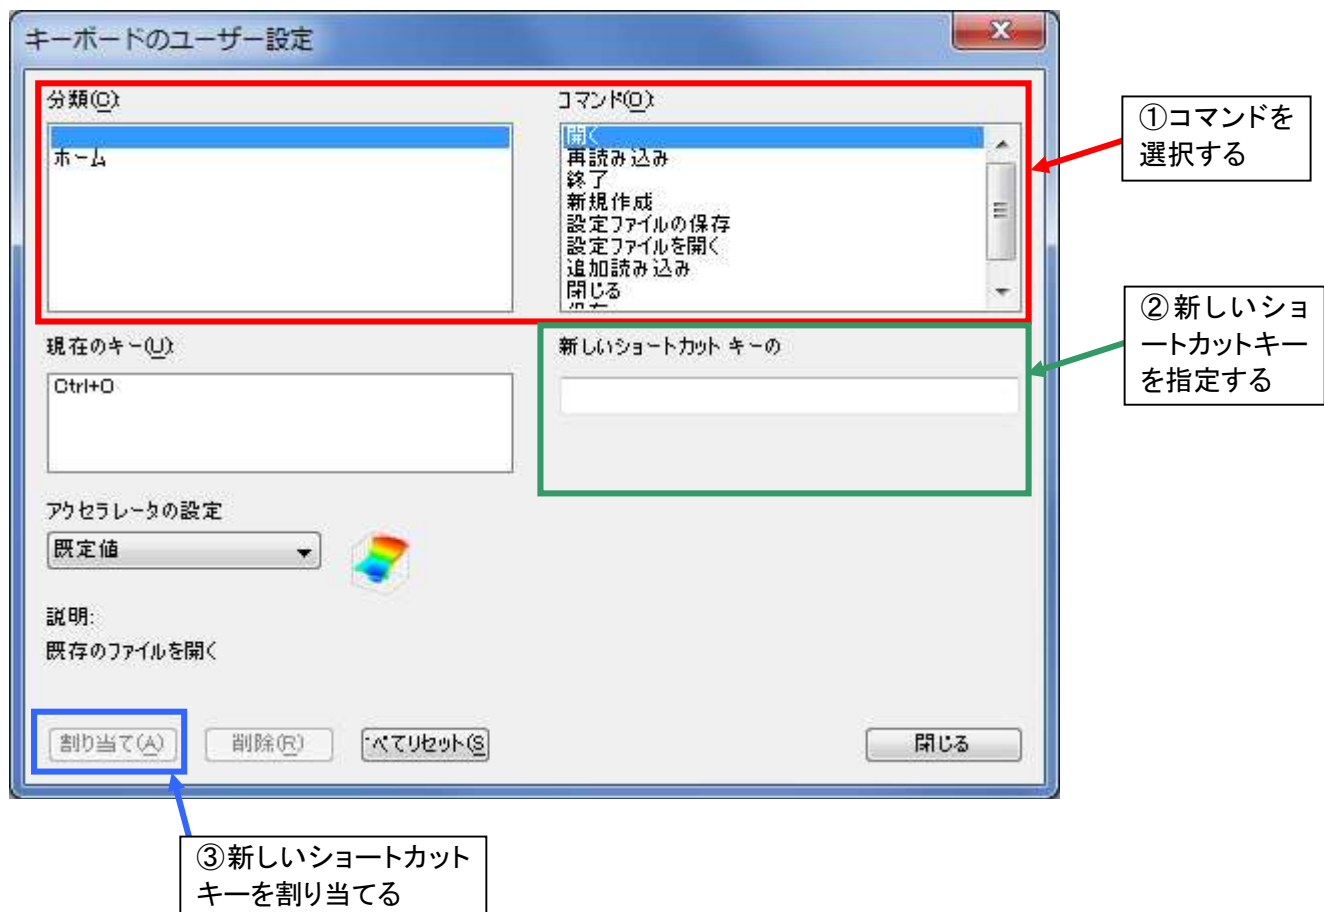 キーボードのユーザー設定
分類(C):
コマンド(O):
ホーム
開く
再読み込み
終了
新規作成
設定ファイルの保存
設定ファイルを開く
追加読み込み
閉じる
①コマンドを
選択する
現在のキー(U):
新しいショートカット キーの
Ctrl+O
②新しいショ
ートカットキー
を指定する
アクセラレータの設定
既定値
説明:
既存のファイルを開く
割り当て(A)
削除(R)
べてリセット(S
閉じる
③新しいショートカット
キーを割り当てる